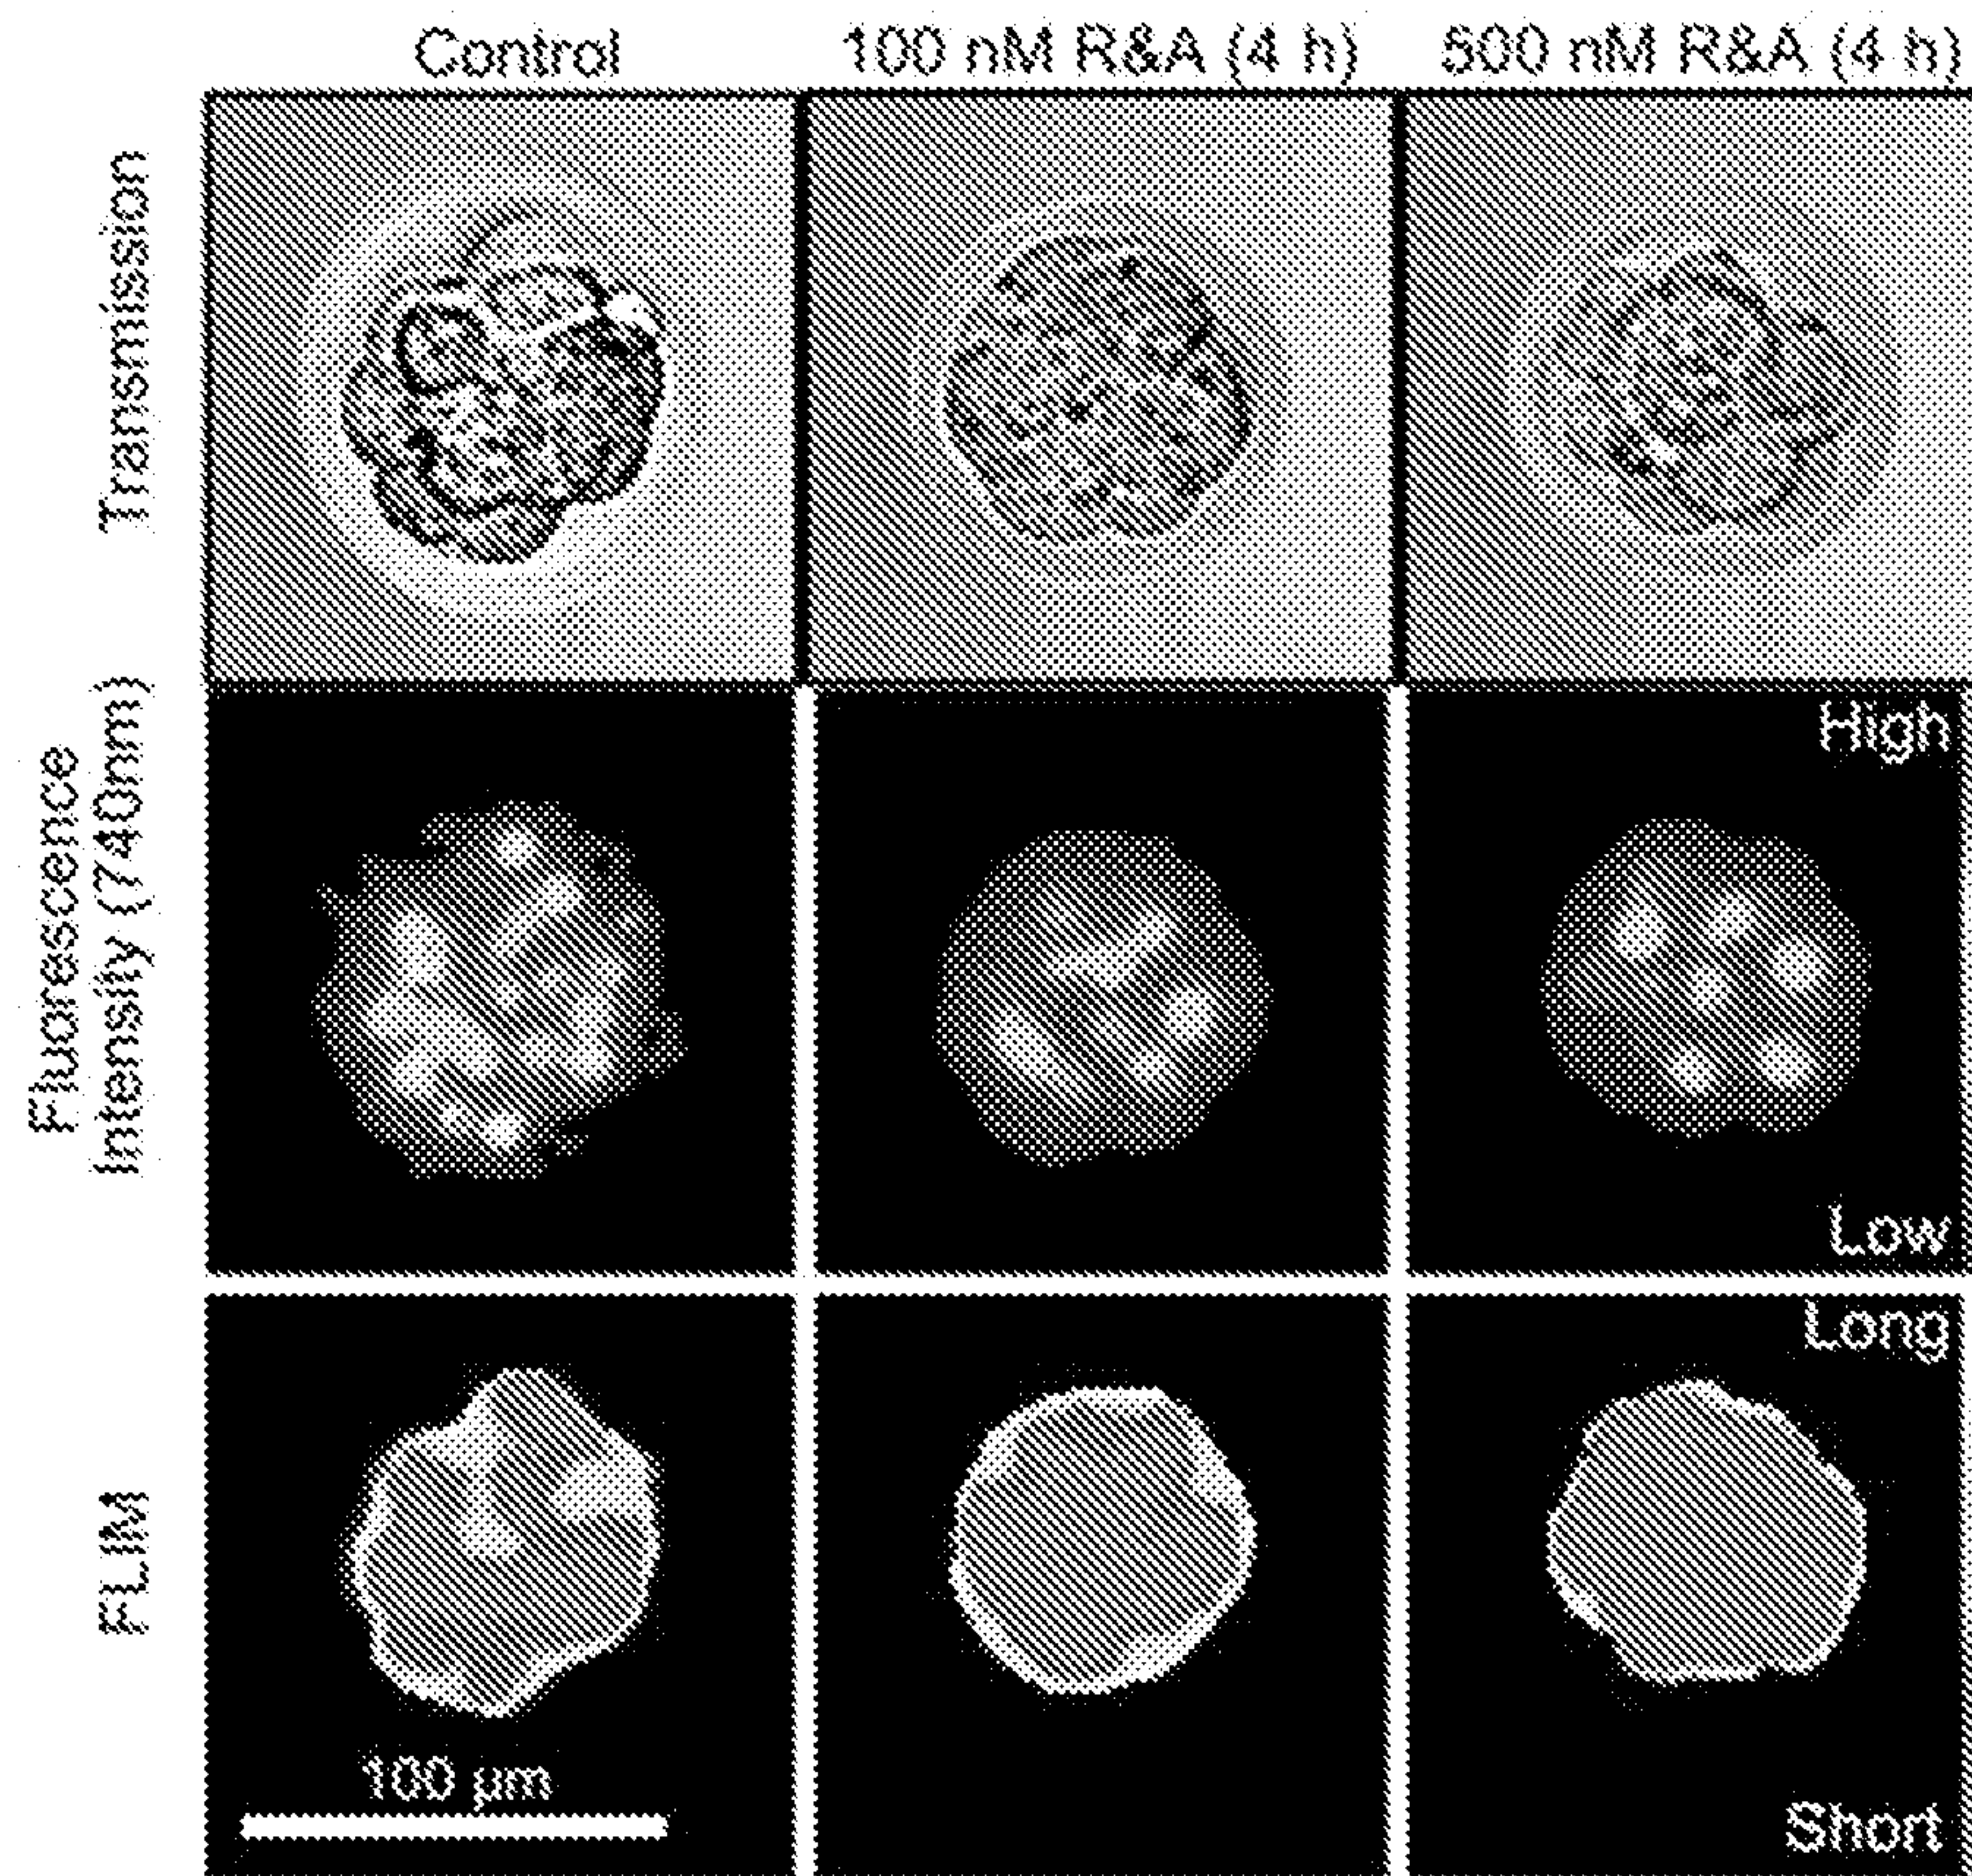 Control
100 nM R&A (4 h)
500 nM R&A (4 h)
Transmission
Fluorescence
Intensity (740nm)
High
Low
FLIM
Long
100 µm
Short